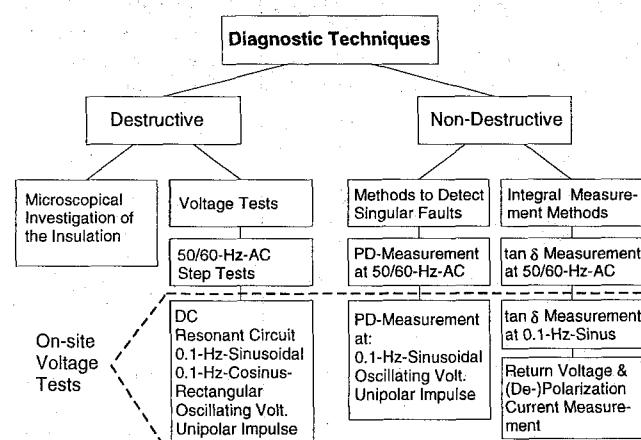 Diagnostic Techniques
Destructive
Non-Destructive
Microscopical
Investigation of
the Insulation
Voltage Tests
Methods to Detect
Singular Faults
Integral Measure-
ment Methods
50/60-Hz-AC
Step Tests
PD-Measurement
at 50/60-Hz-AC
tan δ Measurement
at 50/60-Hz-AC
On-site
Voltage
Tests
DC
Resonant Circuit
0.1-Hz-Sinusoidal
0.1-Hz-Cosinus-
Rectangular
Oscillating Volt.
Unipolar Impulse
PD-Measurement
at:
0.1-Hz-Sinusoidal
Oscillating Volt.
Unipolar Impulse
tan δ Measurement
at 0.1-Hz-Sinus
Return Voltage &
(De-)Polarization
Current Measure-
ment